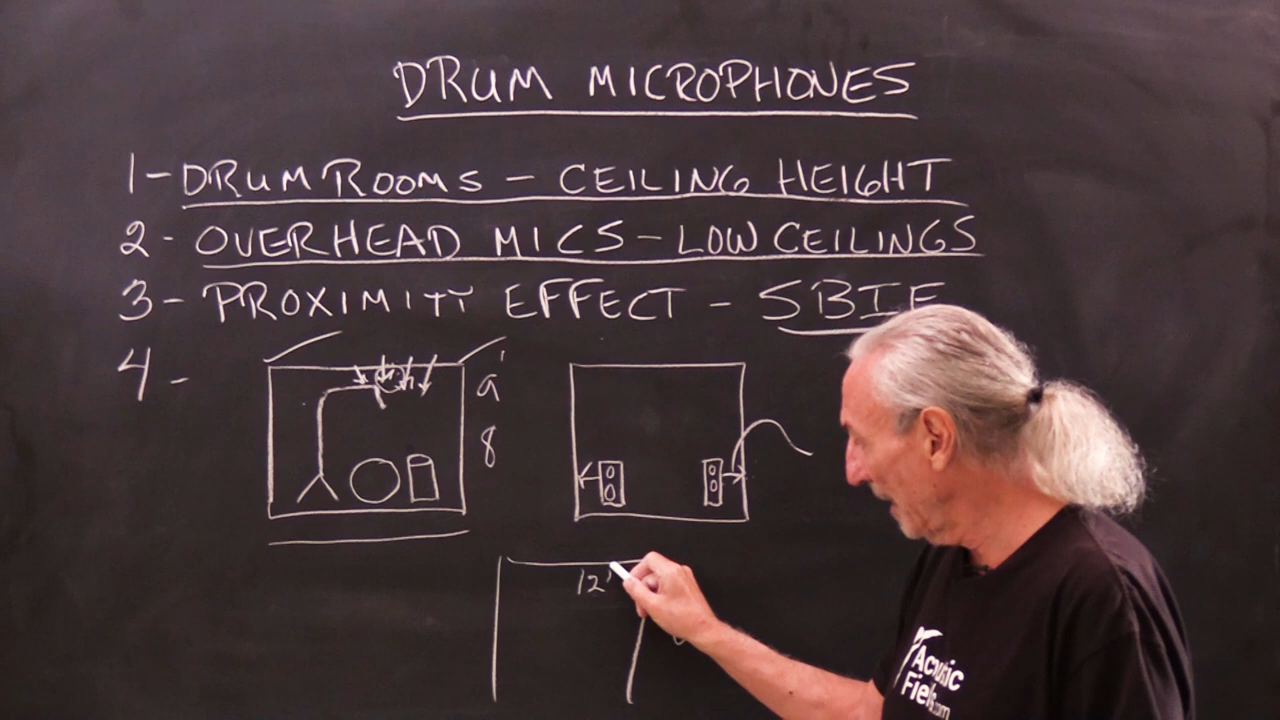 DRUM MICROPHONES
1-DRUM ROOMS - CEILING HEIGHT
2- OVERHEAD MICS - LOW CEILINGS
3- PROXIMITY EFFECT - SBIE
4-
8
12'
Acoustic
Fields.com